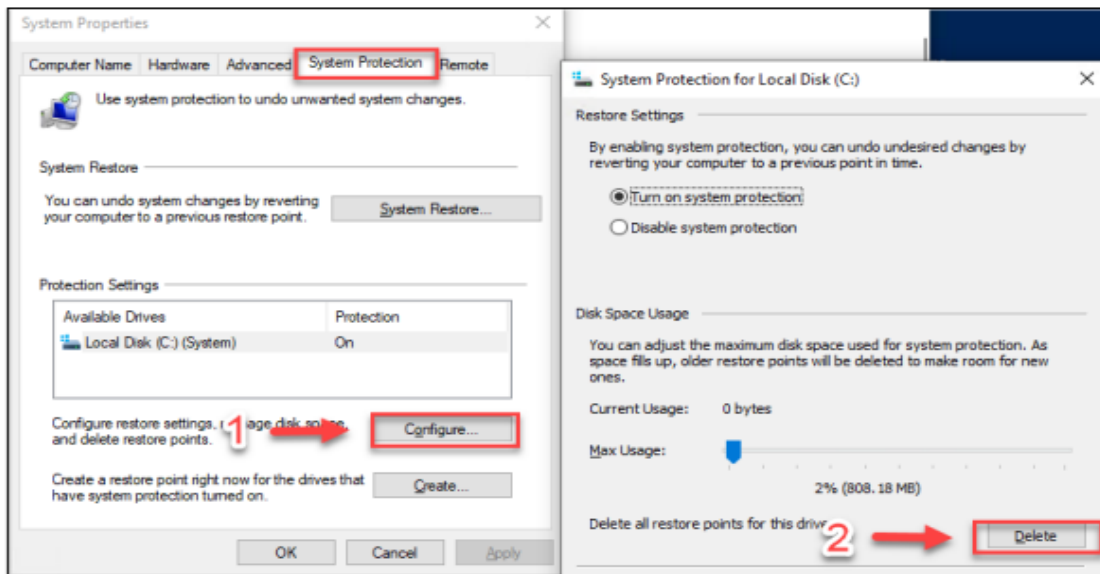 System Properties
Computer Name
Hardware
Advanced
System Protection
Remote
Use system protection to undo unwanted system changes.
System Restore
You can undo system changes by reverting
your computer to a previous restore point.
System Restore...
Protection Settings
Available Drives
Protection
Local Disk (C:) (System)
On
Configure restore settings, disk
and delete restore points.
1
Configure...
Create a restore point right now for the drives that
have system protection turned on.
Create...
OK
Cancel
Apply
System Protection for Local Disk (C:)
Restore Settings
By enabling system protection, you can undo undesired changes by
reverting your computer to a previous point in time.
Turn on system protection
Disable system protection
Disk Space Usage
You can adjust the maximum disk space used for system protection. As
space fills up, older restore points will be deleted to make room for new
ones.
Current Usage:
0 bytes
Max Usage:
2% (808.18 MB)
Delete all restore points for this
2
Delete